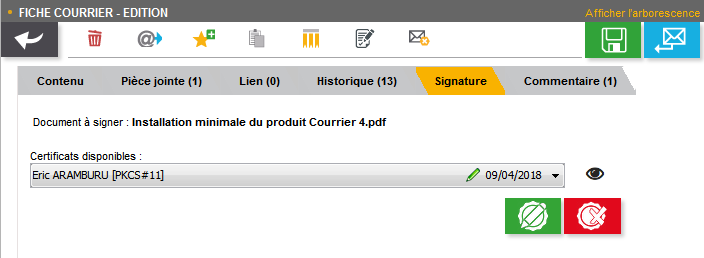 FICHE COURRIER - EDITION
Afficher l'arborescence
Contenu
Pièce jointe (1)
Lien (0)
Historique (13)
Signature
Commentaire (1)
Document à signer : Installation minimale du produit Courrier 4.pdf
Certificats disponibles :
Eric ARAMBURU [PKCS#11] 09/04/2018